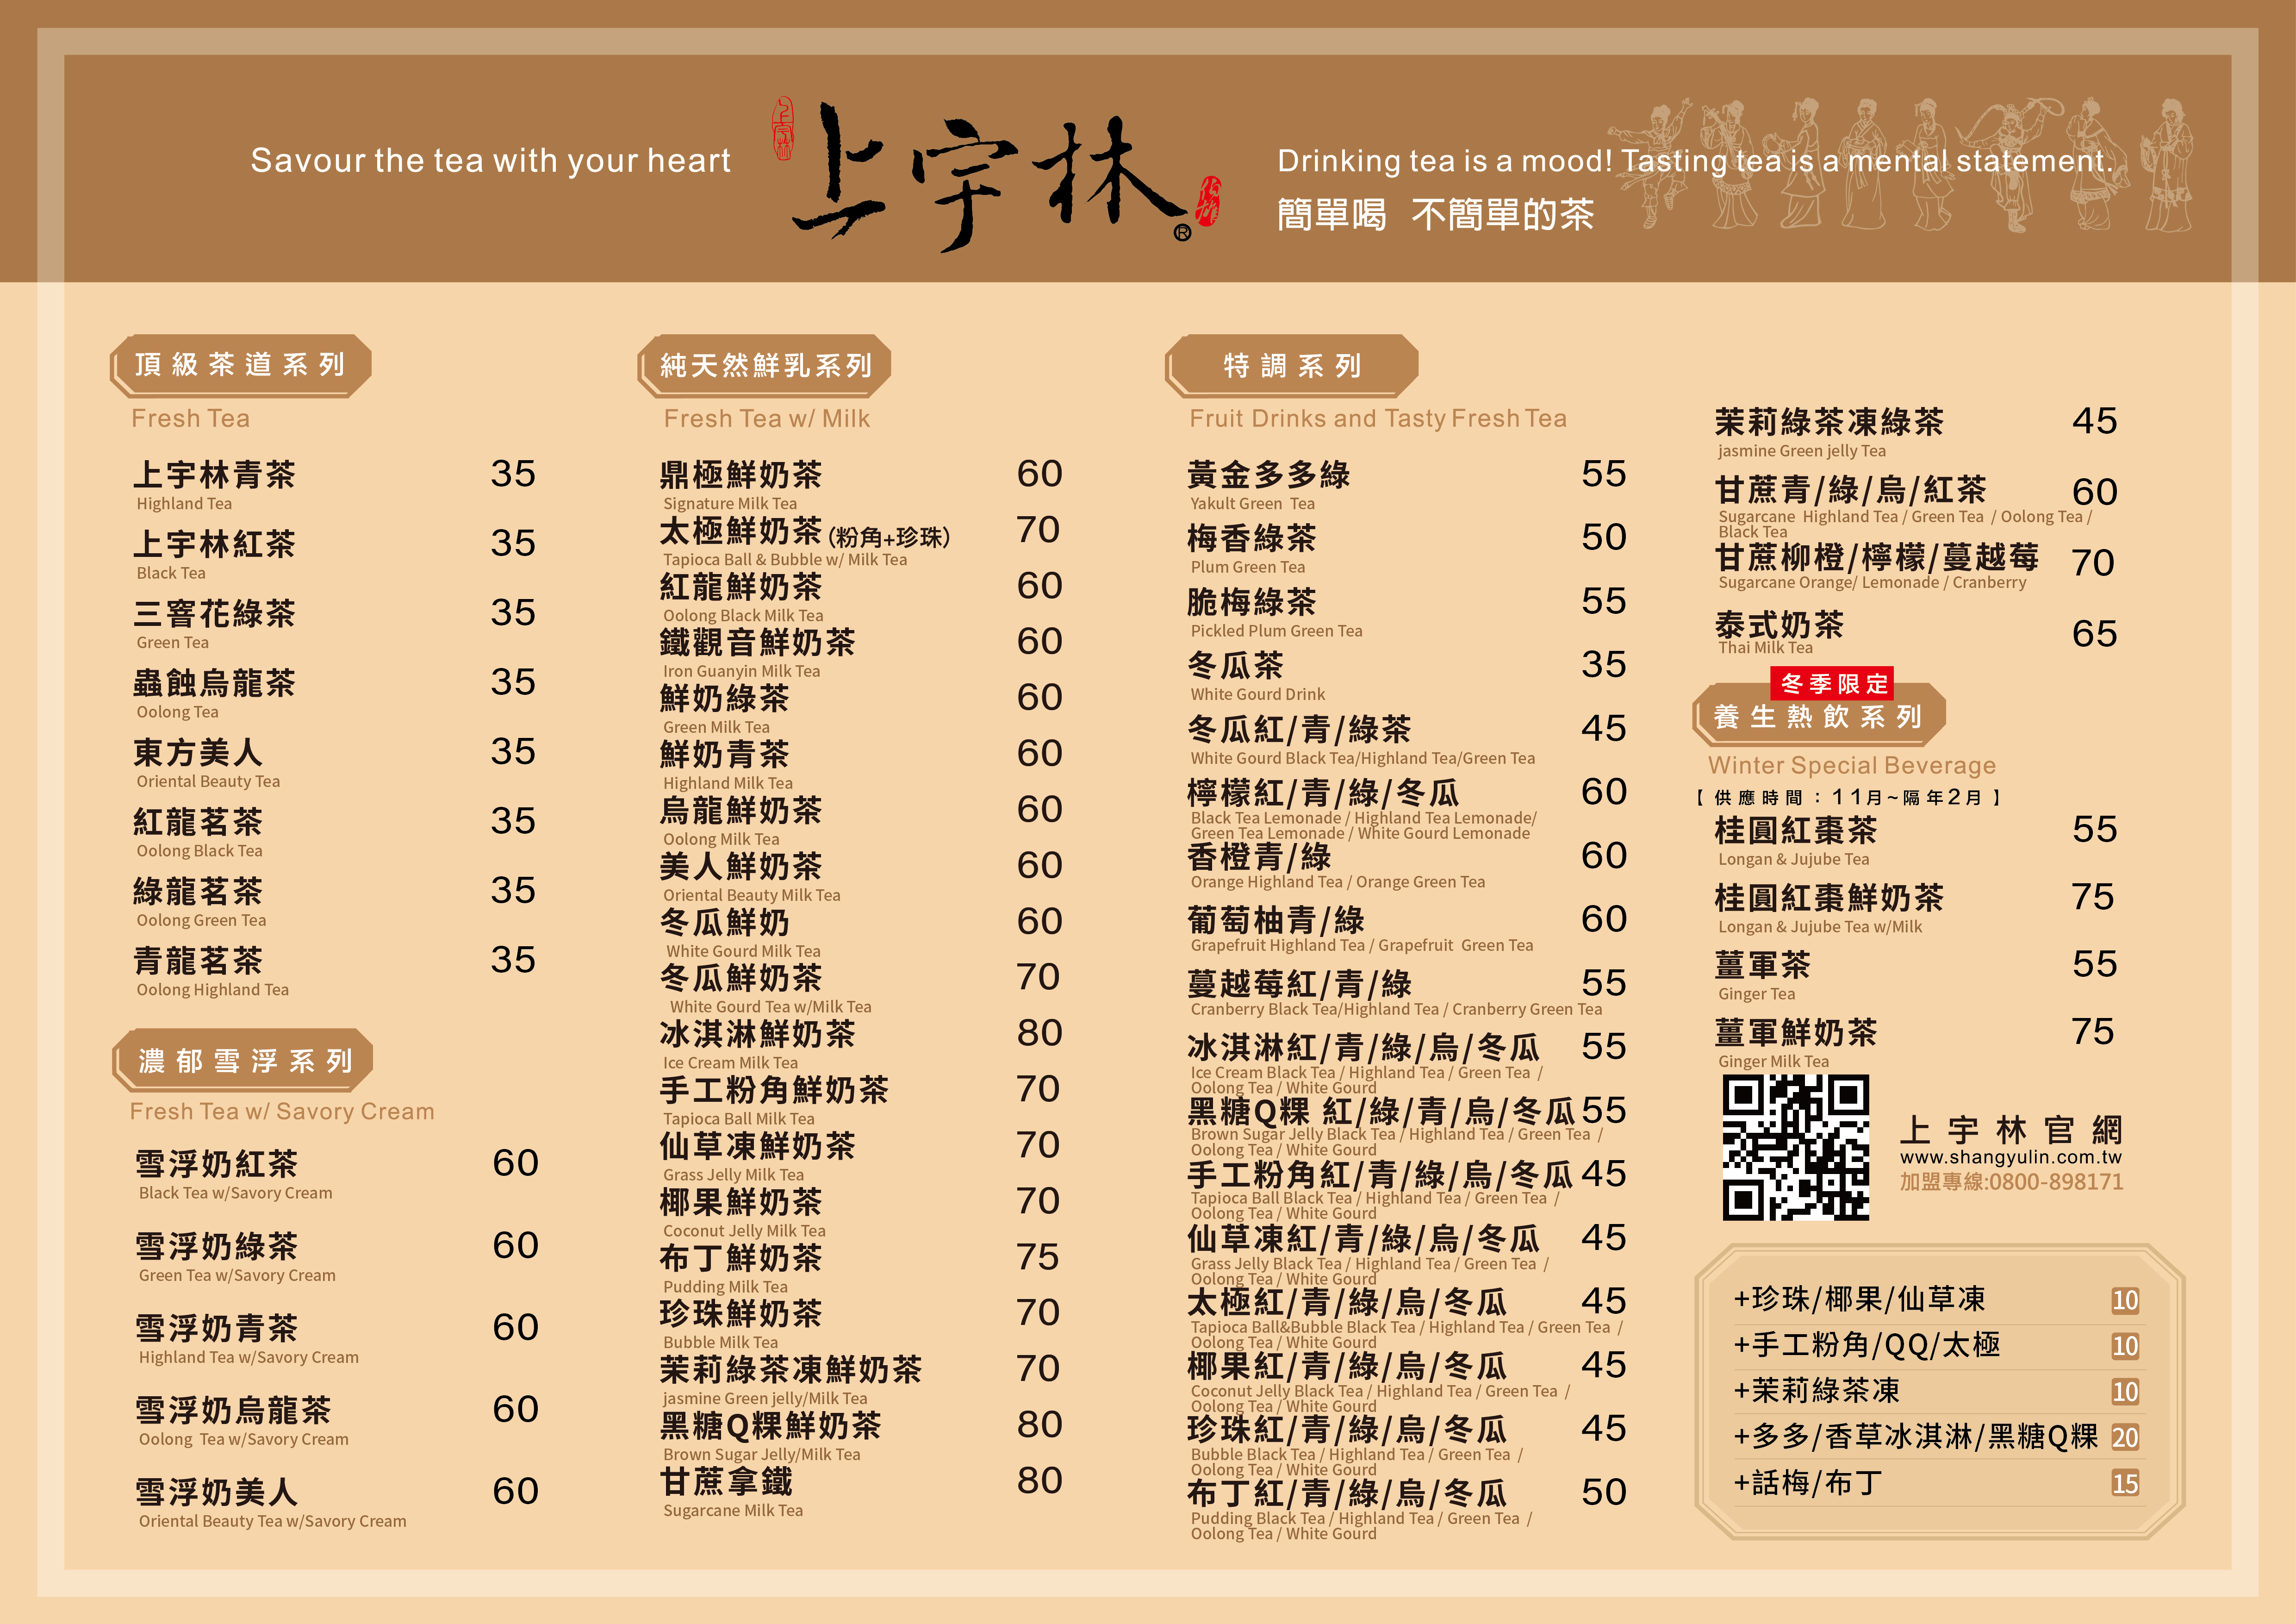 Savour the tea with your heart
上宇林
上宇林
®
Drinking tea is a mood! Tasting tea is a mental statement.
簡單喝 不簡單的茶
頂級茶道系列
Fresh Tea
上宇林青茶 35
Highland Tea
上宇林紅茶 35
Black Tea
三窨花綠茶 35
Green Tea
蟲蝕烏龍茶 35
Oolong Tea
東方美人 35
Oriental Beauty Tea
紅龍茗茶 35
Oolong Black Tea
綠龍茗茶 35
Oolong Green Tea
青龍茗茶 35
Oolong Highland Tea
濃郁雪浮系列
Fresh Tea w/ Savory Cream
雪浮奶紅茶 60
Black Tea w/Savory Cream
雪浮奶綠茶 60
Green Tea w/Savory Cream
雪浮奶青茶 60
Highland Tea w/Savory Cream
雪浮奶烏龍茶 60
Oolong Tea w/Savory Cream
雪浮奶美人 60
Oriental Beauty Tea w/Savory Cream
純天然鮮乳系列
Fresh Tea w/ Milk
鼎極鮮奶茶 60
Signature Milk Tea
太極鮮奶茶(粉角+珍珠) 70
Tapioca Ball & Bubble w/ Milk Tea
紅龍鮮奶茶 60
Oolong Black Milk Tea
鐵觀音鮮奶茶 60
Iron Guanyin Milk Tea
鮮奶綠茶 60
Green Milk Tea
鮮奶青茶 60
Highland Milk Tea
烏龍鮮奶茶 60
Oolong Milk Tea
美人鮮奶茶 60
Oriental Beauty Milk Tea
冬瓜鮮奶 60
White Gourd Milk Tea
冬瓜鮮奶茶 70
White Gourd Tea w/Milk Tea
冰淇淋鮮奶茶 80
Ice Cream Milk Tea
手工粉角鮮奶茶 70
Tapioca Ball Milk Tea
仙草凍鮮奶茶 70
Grass Jelly Milk Tea
椰果鮮奶茶 70
Coconut Jelly Milk Tea
布丁鮮奶茶 75
Pudding Milk Tea
珍珠鮮奶茶 70
Bubble Milk Tea
茉莉綠茶凍鮮奶茶 70
jasmine Green jelly/Milk Tea
黑糖Q粿鮮奶茶 80
Brown Sugar Jelly/Milk Tea
甘蔗拿鐵 80
Sugarcane Milk Tea
特調系列
Fruit Drinks and Tasty Fresh Tea
黃金多多綠 55
Yakult Green Tea
梅香綠茶 50
Plum Green Tea
脆梅綠茶 55
Pickled Plum Green Tea
冬瓜茶 35
White Gourd Drink
冬瓜紅/青/綠茶 45
White Gourd Black Tea/Highland Tea/Green Tea
檸檬紅/青/綠/冬瓜 60
Black Tea Lemonade / Highland Tea Lemonade/
Green Tea Lemonade / White Gourd Lemonade
香橙青/綠 60
Orange Highland Tea / Orange Green Tea
葡萄柚青/綠 60
Grapefruit Highland Tea / Grapefruit Green Tea
蔓越莓紅/青/綠 55
Cranberry Black Tea/Highland Tea / Cranberry Green Tea
冰淇淋紅/青/綠/烏/冬瓜 55
Ice Cream Black Tea / Highland Tea / Green Tea /
Oolong Tea / White Gourd
黑糖Q粿 紅/綠/青/烏/冬瓜 55
Brown Sugar Jelly Black Tea / Highland Tea / Green Tea /
Oolong Tea / White Gourd
手工粉角紅/青/綠/烏/冬瓜 45
Tapioca Ball Black Tea / Highland Tea / Green Tea /
Oolong Tea / White Gourd
仙草凍紅/青/綠/烏/冬瓜 45
Grass Jelly Black Tea / Highland Tea / Green Tea /
Oolong Tea / White Gourd
太極紅/青/綠/烏/冬瓜 45
Tapioca Ball&Bubble Black Tea / Highland Tea / Green Tea /
Oolong Tea / White Gourd
椰果紅/青/綠/烏/冬瓜 45
Coconut Jelly Black Tea / Highland Tea / Green Tea /
Oolong Tea / White Gourd
珍珠紅/青/綠/烏/冬瓜 45
Bubble Black Tea / Highland Tea / Green Tea /
Oolong Tea / White Gourd
布丁紅/青/綠/烏/冬瓜 50
Pudding Black Tea / Highland Tea / Green Tea /
Oolong Tea / White Gourd
茉莉綠茶凍綠茶 45
jasmine Green jelly Tea
甘蔗青/綠/烏/紅茶 60
Sugarcane Highland Tea / Green Tea / Oolong Tea /
Black Tea
甘蔗柳橙/檸檬/蔓越莓 70
Sugarcane Orange/ Lemonade / Cranberry
泰式奶茶 65
Thai Milk Tea
冬季限定
養生熱飲系列
Winter Special Beverage
【供應時間：11月~隔年2月】
桂圓紅棗茶 55
Longan & Jujube Tea
桂圓紅棗鮮奶茶 75
Longan & Jujube Tea w/Milk
薑軍茶 55
Ginger Tea
薑軍鮮奶茶 75
Ginger Milk Tea
上宇林官網
www.shangyulin.com.tw
加盟專線:0800-898171
+珍珠/椰果/仙草凍 10
+手工粉角/QQ/太極 10
+茉莉綠茶凍 10
+多多/香草冰淇淋/黑糖Q粿 20
+話梅/布丁 15